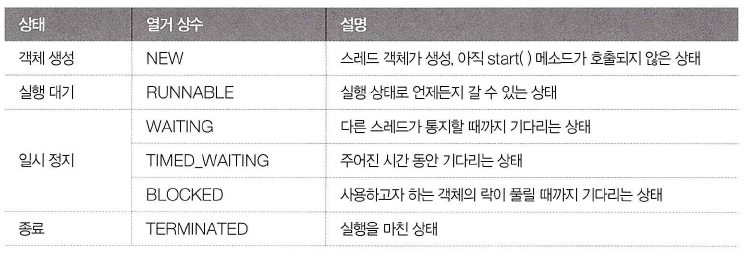 상태 열거 상수 설명
객체 생성 NEW 스레드 객체가 생성, 아직 start( ) 메소드가 호출되지 않은 상태
실행 대기 RUNNABLE 실행 상태로 언제든지 갈 수 있는 상태
WAITING 다른 스레드가 통지할 때까지 기다리는 상태
일시 정지 TIMED_WAITING 주어진 시간 동안 기다리는 상태
BLOCKED 사용하고자 하는 객체의 락이 풀릴 때까지 기다리는 상태
종료 TERMINATED 실행을 마친 상태